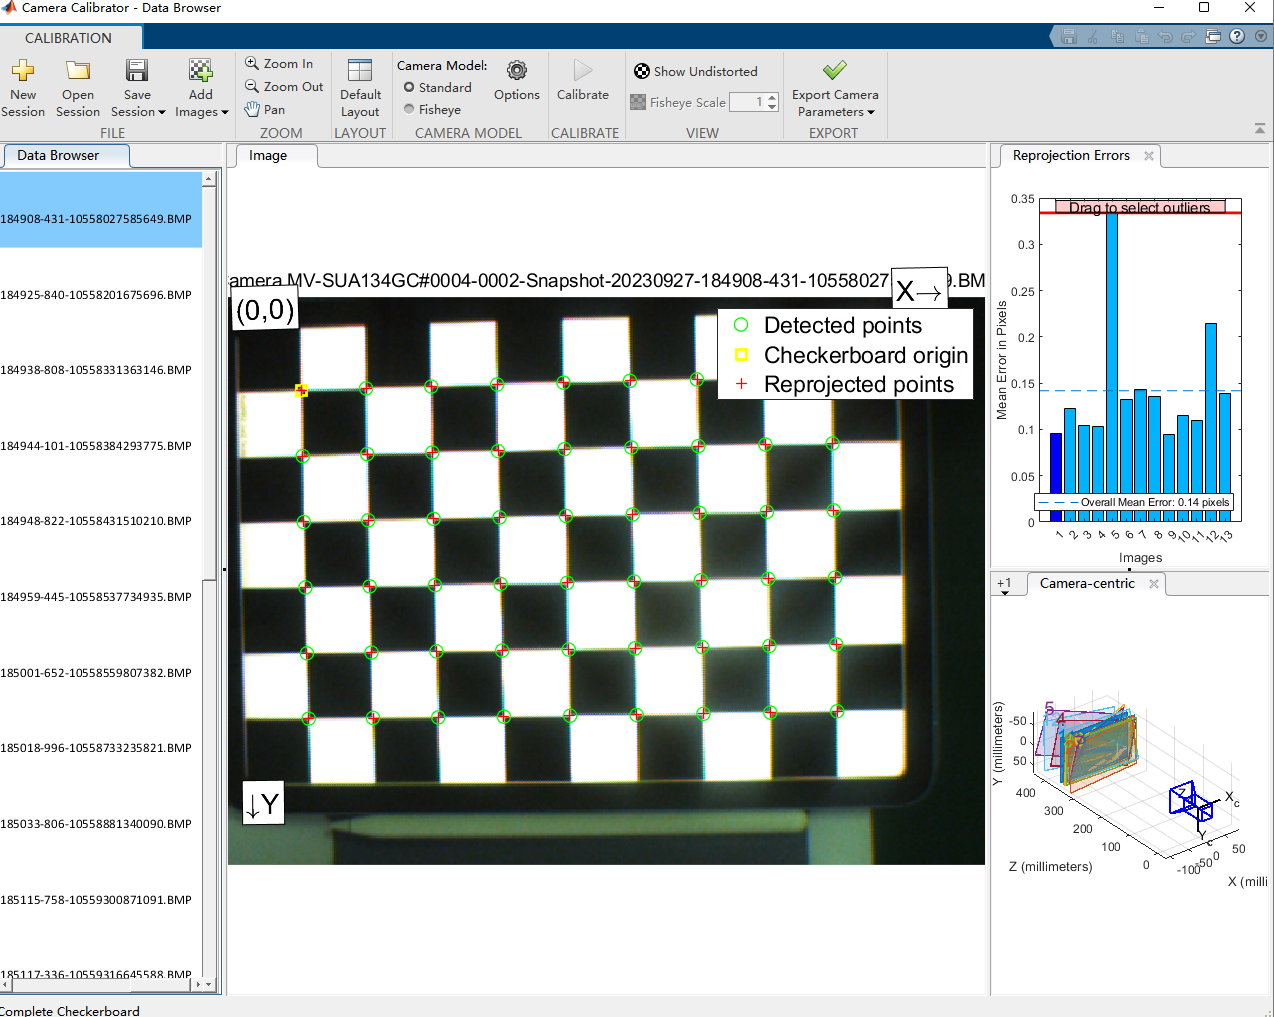 Camera Calibrator - Data Browser
CALIBRATION
New Session
Open Session
Save Session
Add Images
FILE
Zoom In
Zoom Out
Pan
ZOOM
Default Layout
LAYOUT
Camera Model:
Standard
Fisheye
Options
CAMERA MODEL
Calibrate
CALIBRATE
Show Undistorted
Fisheye Scale
1
VIEW
Export Camera Parameters
EXPORT
Data Browser
184908-431-10558027585649.BMP
184925-840-10558201675696.BMP
184938-808-10558331363146.BMP
184944-101-10558384293775.BMP
184948-822-10558431510210.BMP
184959-445-10558537734935.BMP
185001-652-10558559807382.BMP
185018-996-10558733235821.BMP
185033-806-10558881340090.BMP
185115-758-10559300871091.BMP
185117-336-10559316645588.BMP
Image
amera MV-SUA134GC#0004-0002-Snapshot-20230927-184908-431-1055802 9.BM
(0,0)
X→
Detected points
Checkerboard origin
Reprojected points
↓Y
Reprojection Errors
Drag to select outliers
Mean Error in Pixels
0.35
0.3
0.25
0.2
0.15
0.1
0.05
0
Overall Mean Error: 0.14 pixels
1 2 3 4 5 6 7 8 9 10 11 12 13
Images
+1
Camera-centric
5
4
Y (millimeters)
-50
0
50
400
300
200
100
0
Z (millimeters)
Z
Xc
Yc
-100
-50
0
50
X (milli
Complete Checkerboard